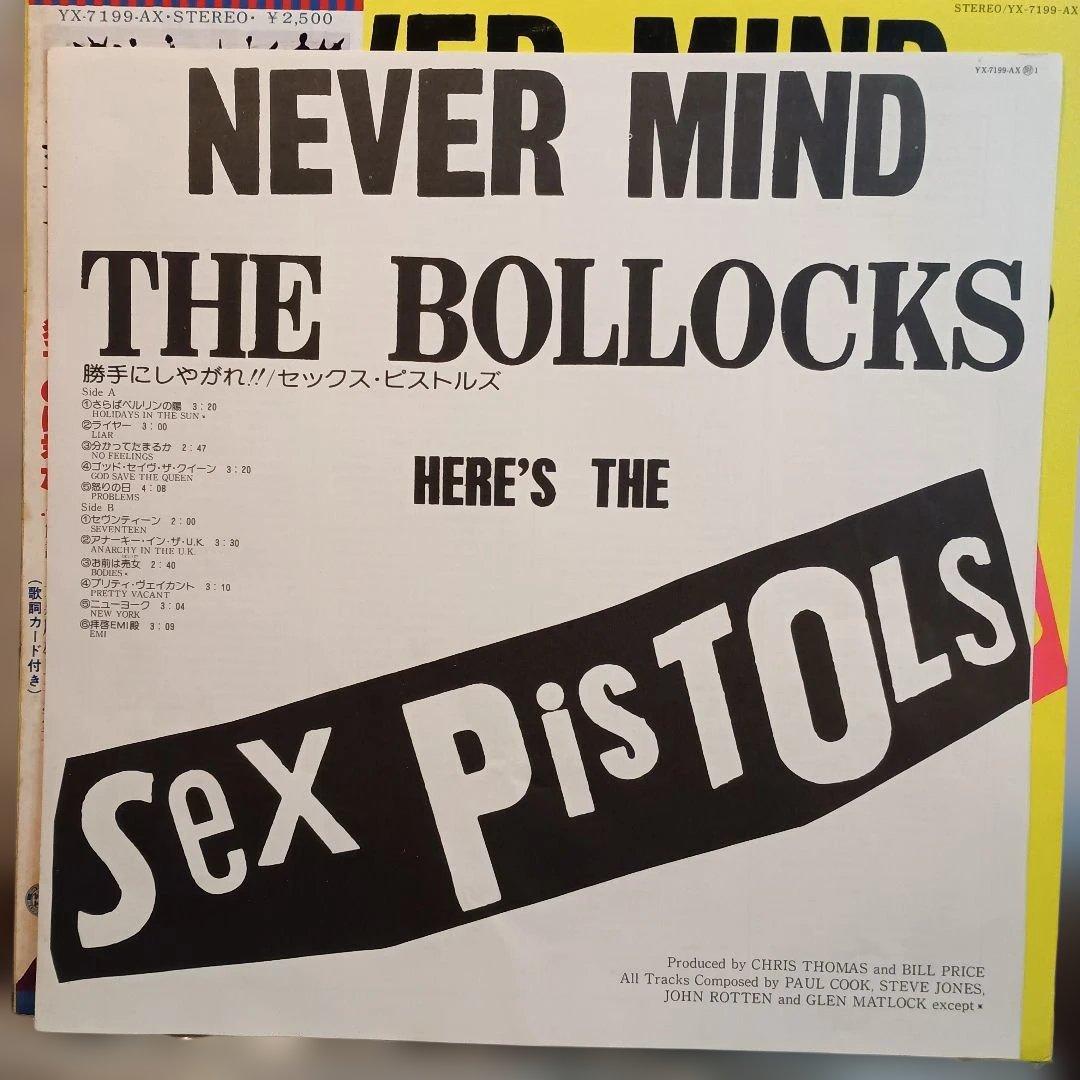 YX-7199-AX・STEREO・ ¥2,500
STEREO/YX-7199-AX
VER MIND
YX-7199-AX
NEVER MIND
THE BOLLOCKS
勝手にしやがれ!!/セックス・ピストルズ
Side A
①さらばベルリンの陽 3:20
HOLIDAYS IN THE SUN*
②ライヤー 3:00
LIAR
③分かってたまるか 2:47
NO FEELINGS
④ゴッド・セイヴ・ザ・クイーン 3:20
GOD SAVE THE QUEEN
⑤怒りの日 4:08
PROBLEMS
Side B
①セヴンティーン 2:00
SEVENTEEN
②アナーキー・イン・ザ・U.K. 3:30
ANARCHY IN THE U.K.
③お前は売女 2:40
BODIES*
④プリティ・ヴェイカント 3:10
PRETTY VACANT
⑤ニューヨーク 3:04
NEW YORK
⑥拝啓EMI殿 3:09
EMI
HERE'S THE
Sex PiSTOLS
(歌詞カード付き)
Produced by CHRIS THOMAS and BILL PRICE
All Tracks Composed by PAUL COOK, STEVE JONES,
JOHN ROTTEN and GLEN MATLOCK except*